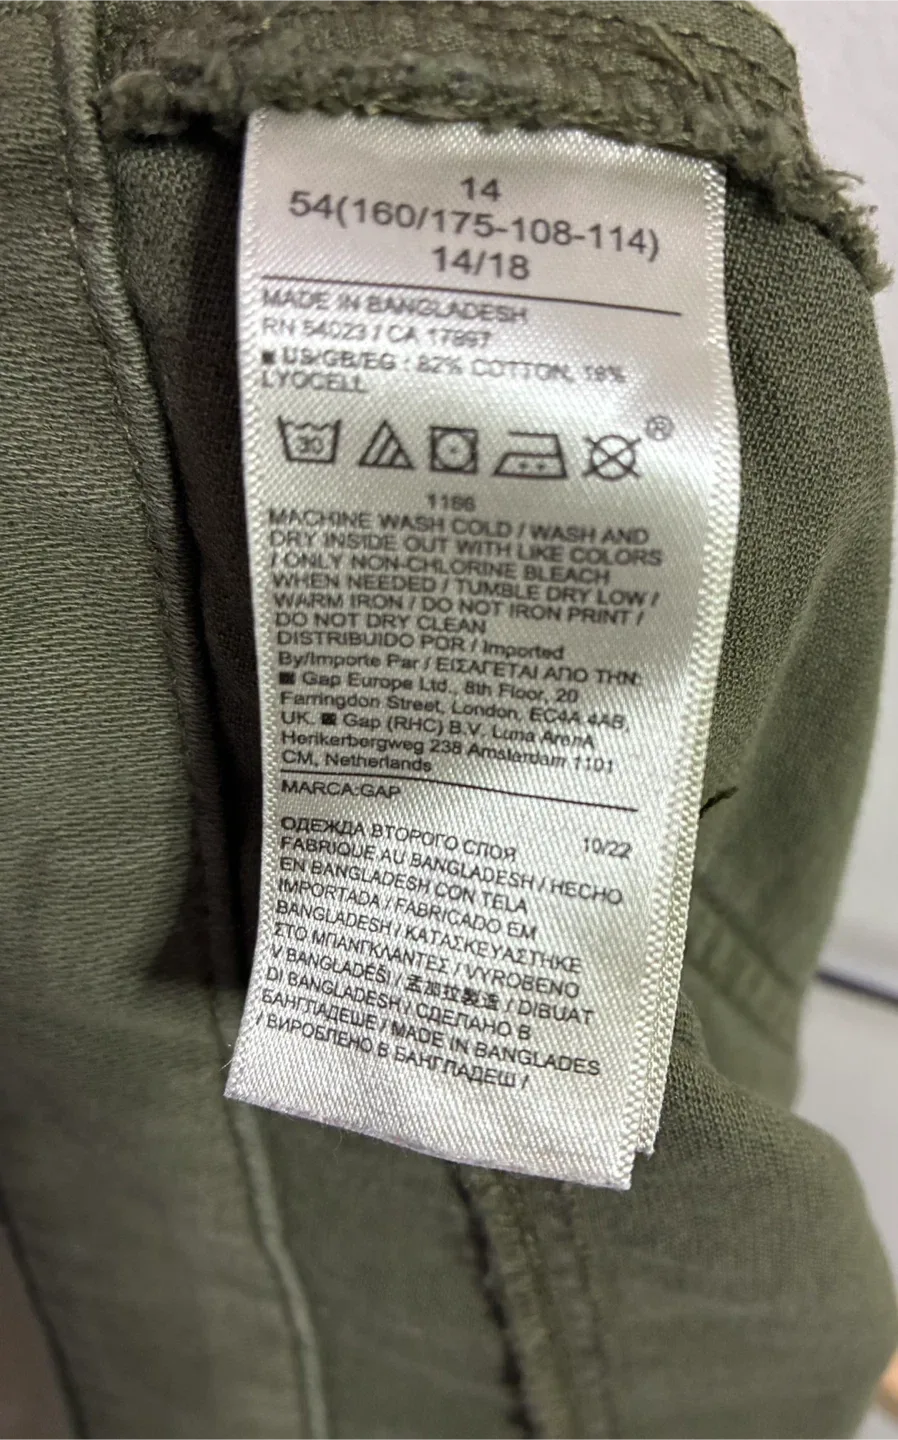 14
54(160/175-108-114)
14/18
MADE IN BANGLADESH
RN 54023 / CA 17897
■ US/GB/EG : 82% COTTON, 18%
LYOCELL
30
®
1166
MACHINE WASH COLD / WASH AND
DRY INSIDE OUT WITH LIKE COLORS
/ ONLY NON-CHLORINE BLEACH
WHEN NEEDED / TUMBLE DRY LOW /
WARM IRON / DO NOT IRON PRINT /
DO NOT DRY CLEAN
DISTRIBUIDO POR / Imported
By/Importe Par / ΕΙΣΑΓΕΤΑΙ ΑΠΟ ΤΗΝ:
■ Gap Europe Ltd., 8th Floor, 20
Farringdon Street, London, EC4A 4AB,
UK. ■ Gap (RHC) B.V. Luna ArenA
Herikerbergweg 238 Amsterdam 1101
CM, Netherlands
MARCA:GAP
ОДЕЖДА ВТОРОГО СЛОЯ 10/22
FABRIQUE AU BANGLADESH / HECHO
EN BANGLADESH CON TELA
IMPORTADA / FABRICADO EM
BANGLADESH / ΚΑΤΑΣΚΕΥΑΣΤΗΚΕ
ΣΤΟ ΜΠΑΝΓΚΛΑΝΤΕΣ / VYROBENO
V BANGLADÉŠI / 孟加拉製造 / DIBUAT
DI BANGLADESH / СДЕЛАНО В
БАНГЛАДЕШЕ / MADE IN BANGLADES
/ ВИРОБЛЕНО В БАНГЛАДЕШ /